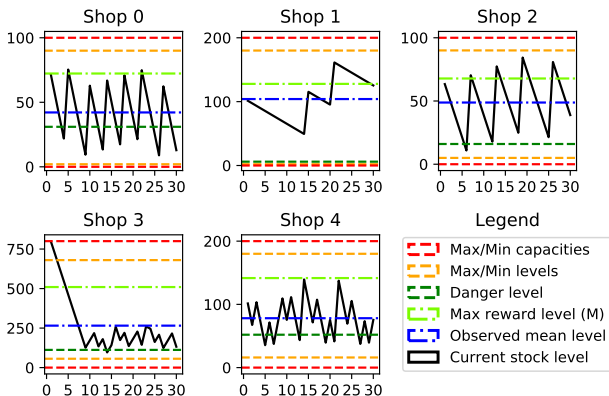 Shop 0
Shop 1
Shop 2
100
50
0
0 5 10 15 20 25 30
200
100
0
0 5 10 15 20 25 30
100
50
0
0 5 10 15 20 25 30
Shop 3
Shop 4
Legend
750
500
250
0
0 5 10 15 20 25 30
200
100
0
0 5 10 15 20 25 30
Max/Min capacities
Max/Min levels
Danger level
Max reward level (M)
Observed mean level
Current stock level